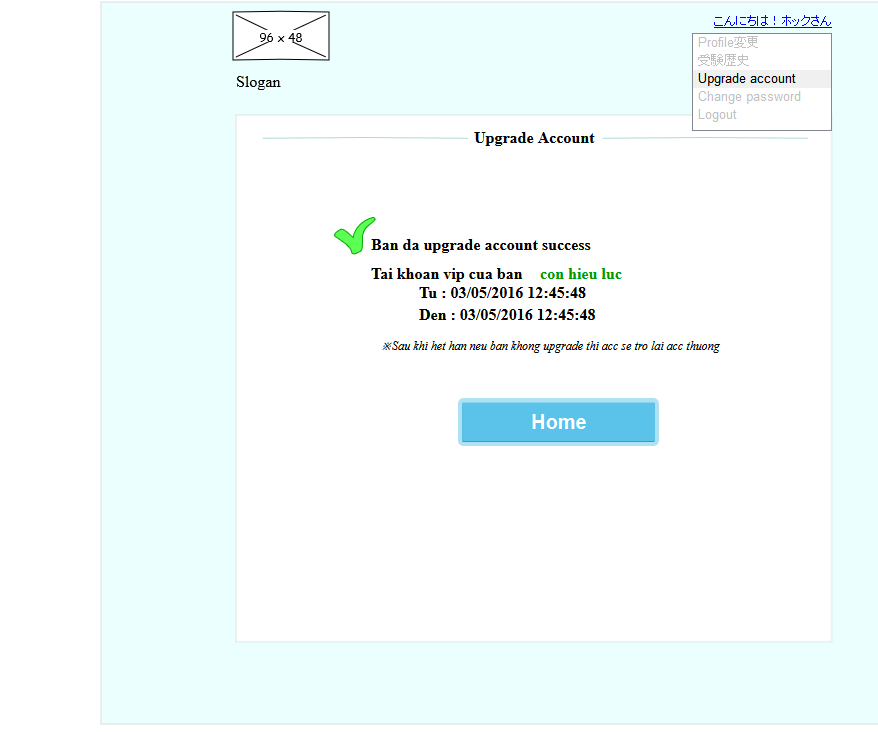 96 x 48
こんにちは！ホックさん
Slogan
Profile変更
受験歴史
Upgrade account
Change password
Logout
Upgrade Account
Ban da upgrade account success
Tai khoan vip cua ban con hieu luc
Tu : 03/05/2016 12:45:48
Den : 03/05/2016 12:45:48
※Sau khi het han neu ban khong upgrade thi acc se tro lai acc thuong
Home